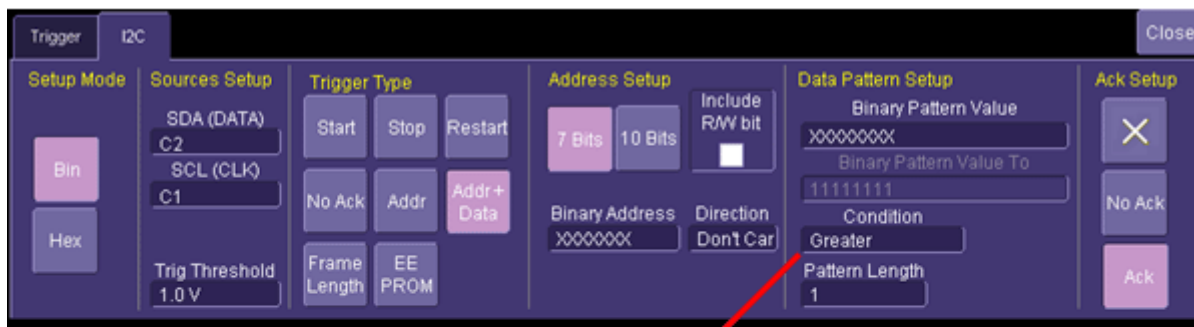 Trigger
I2C
Close
Setup Mode
Bin
Hex
Sources Setup
SDA (DATA)
C2
SCL (CLK)
C1
Trig Threshold
1.0 V
Trigger Type
Start
Stop
Restart
No Ack
Addr
Addr+
Data
Frame
Length
EE
PROM
Address Setup
7 Bits
10 Bits
Include
R/W bit
Binary Address
XXXXXXX
Direction
Don't Car
Data Pattern Setup
Binary Pattern Value
XXXXXXXX
Binary Pattern Value To
11111111
Condition
Greater
Pattern Length
1
Ack Setup
X
No Ack
Ack